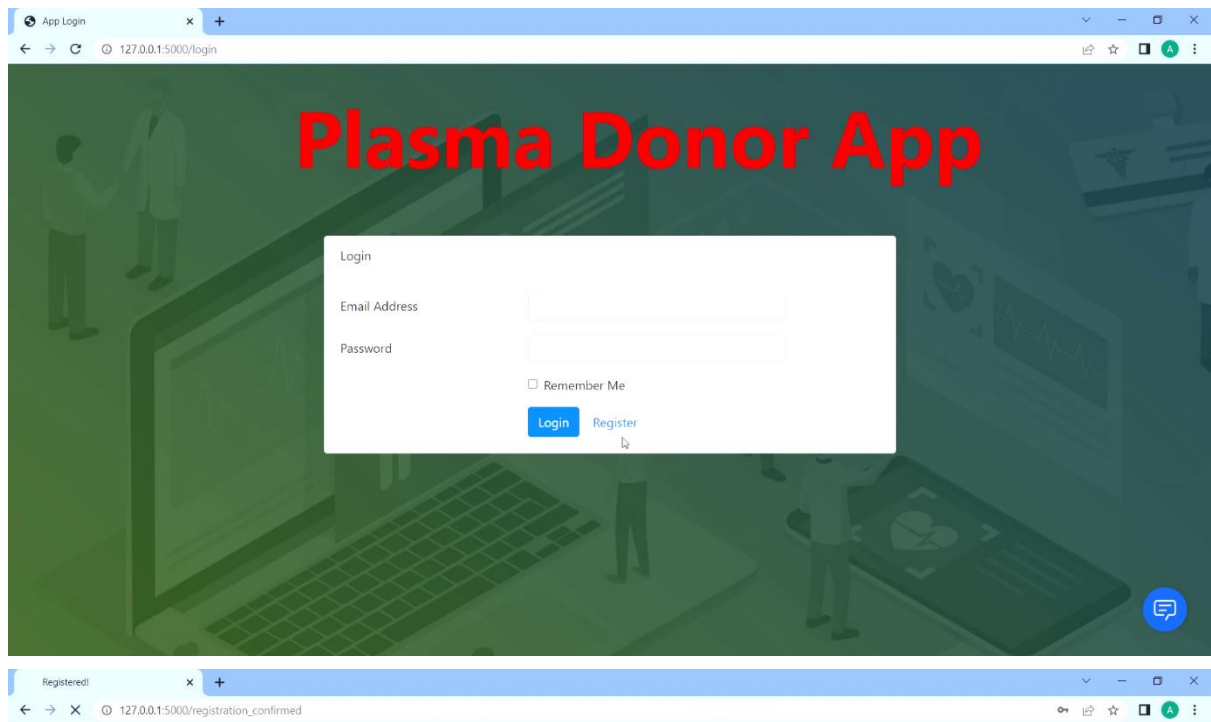 App Login
127.0.0.1:5000/login
A
Plasma Donor App
Login
Email Address
Password
Remember Me
Login Register
Registered!
127.0.0.1:5000/registration_confirmed
A